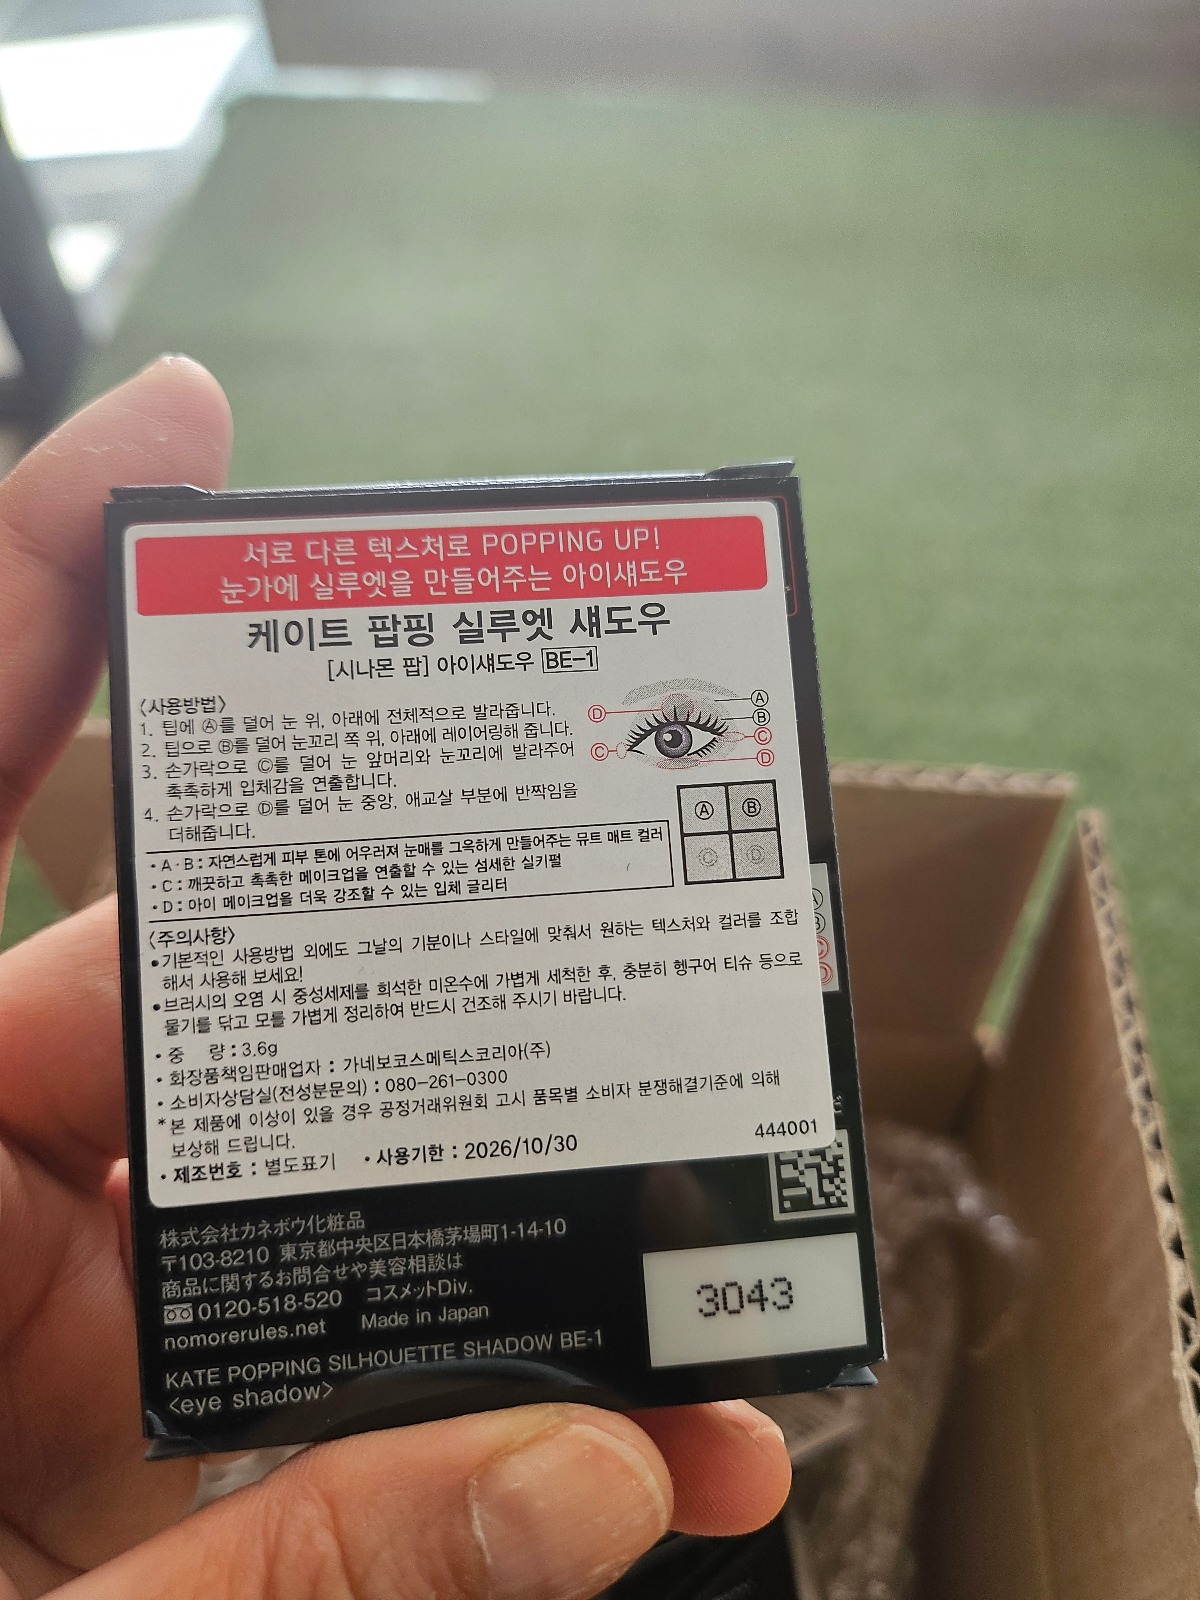 서로 다른 텍스처로 POPPING UP!
눈가에 실루엣을 만들어주는 아이섀도우
케이트 팝핑 실루엣 섀도우
[시나몬 팝] 아이섀도우 BE-1
〈사용방법〉
1. 팁에 Ⓐ를 덜어 눈 위, 아래에 전체적으로 발라줍니다.
2. 팁으로 Ⓑ를 덜어 눈꼬리 쪽 위, 아래에 레이어링해 줍니다.
3. 손가락으로 Ⓒ를 덜어 눈 앞머리와 눈꼬리에 발라주어
촉촉하게 입체감을 연출합니다.
4. 손가락으로 Ⓓ를 덜어 눈 중앙, 애교살 부분에 반짝임을
더해줍니다.
Ⓐ
Ⓑ
Ⓒ
Ⓓ
Ⓓ
Ⓒ
Ⓐ Ⓑ
Ⓒ Ⓓ
• A · B : 자연스럽게 피부 톤에 어우러져 눈매를 그윽하게 만들어주는 뮤트 매트 컬러
• C : 깨끗하고 촉촉한 메이크업을 연출할 수 있는 섬세한 실키펄
• D : 아이 메이크업을 더욱 강조할 수 있는 입체 글리터
〈주의사항〉
•기본적인 사용방법 외에도 그날의 기분이나 스타일에 맞춰서 원하는 텍스처와 컬러를 조합
해서 사용해 보세요!
•브러시의 오염 시 중성세제를 희석한 미온수에 가볍게 세척한 후, 충분히 헹구어 티슈 등으로
물기를 닦고 모를 가볍게 정리하여 반드시 건조해 주시기 바랍니다.
• 중 량 : 3.6g
• 화장품책임판매업자 : 가네보코스메틱스코리아(주)
• 소비자상담실(전성분문의) : 080-261-0300
* 본 제품에 이상이 있을 경우 공정거래위원회 고시 품목별 소비자 분쟁해결기준에 의해
보상해 드립니다.
• 제조번호 : 별도표기 • 사용기한 : 2026/10/30
444001
株式会社カネボウ化粧品
〒103-8210 東京都中央区日本橋茅場町1-14-10
商品に関するお問合せや美容相談は
0120-518-520 コスメットDiv.
nomorerules.net Made in Japan
KATE POPPING SILHOUETTE SHADOW BE-1
<eye shadow>
3043